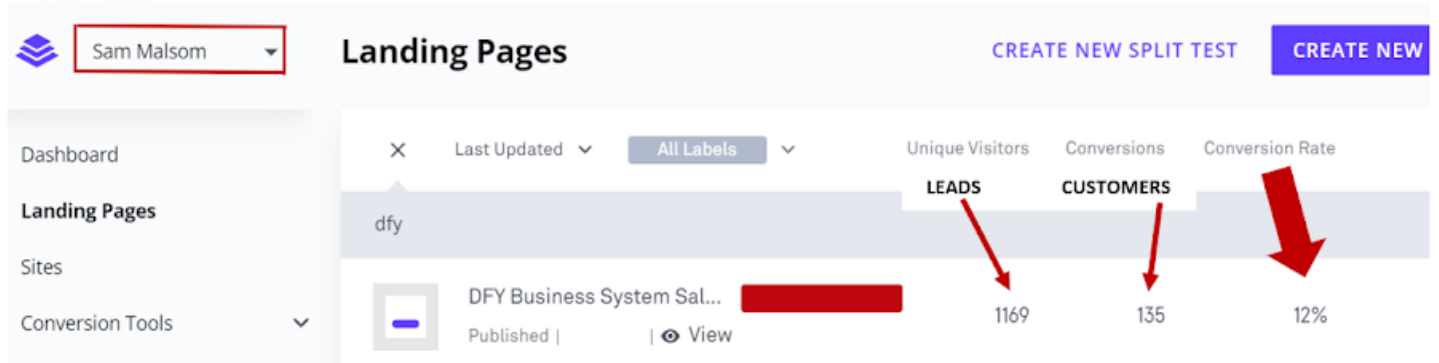 Sam Malsom
Landing Pages
CREATE NEW SPLIT TEST
CREATE NEW
Dashboard
Landing Pages
Sites
Conversion Tools
Last Updated
All Labels
Unique Visitors
Conversions
Conversion Rate
LEADS
CUSTOMERS
dfy
DFY Business System Sal...
1169
135
12%
Published |
| View